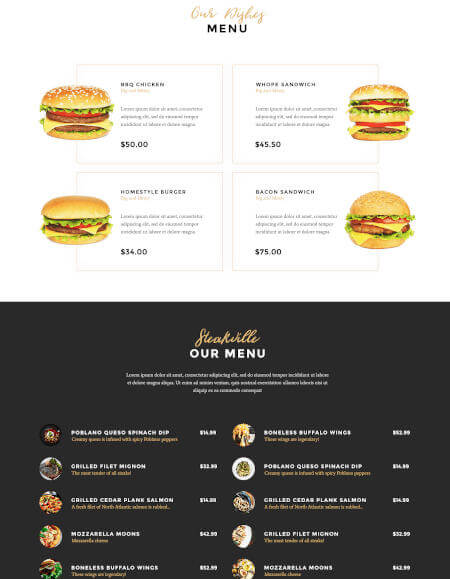 Our Dishes
MENU
BBQ CHICKEN
Lorem ipsum dolor sit amet, consectetur
adipiscing elit, sed do eiusmod tempor
incididunt ut labore et dolore magna.
$50.00
WHOPE SANDWICH
Lorem ipsum dolor sit amet, consectetur
adipiscing elit, sed do eiusmod tempor
incididunt ut labore et dolore magna.
$45.50
HOMESTYLE BURGER
Lorem ipsum dolor sit amet, consectetur
adipiscing elit, sed do eiusmod tempor
incididunt ut labore et dolore magna.
$34.00
BACON SANDWICH
Lorem ipsum dolor sit amet, consectetur
adipiscing elit, sed do eiusmod tempor
incididunt ut labore et dolore magna.
$75.00
Steakville
OUR MENU
Lorem ipsum dolor sit amet, consectetur adipiscing elit, sed do eiusmod tempor incididunt ut labore
et dolore magna aliqua. Ut enim ad minim veniam, quis nostrud exercitation ullamco laboris nisi ut
aliquip ex ea commodo consequat
POBLANO QUESO SPINACH DIP $14.99
Creamy queso is infused with spicy Poblano peppers
GRILLED FILET MIGNON $32.99
The most tender of all steaks!
GRILLED CEDAR PLANK SALMON $14.99
A fresh filet of North Atlantic salmon is rubbed..
MOZZARELLA MOONS $42.99
Mozzarella cheese
BONELESS BUFFALO WINGS $52.99
These wings are legendary!
BONELESS BUFFALO WINGS $52.99
These wings are legendary!
POBLANO QUESO SPINACH DIP $14.99
Creamy queso is infused with spicy Poblano peppers
GRILLED CEDAR PLANK SALMON $14.99
A fresh filet of North Atlantic salmon is rubbed..
GRILLED FILET MIGNON $32.99
The most tender of all steaks!
MOZZARELLA MOONS $42.99
Mozzarella cheese